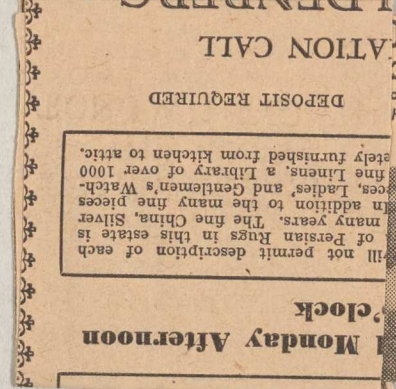 Monday Afternoon
'clock
ill not permit description of each
of Persian Rugs in this estate is
many years. The fine China, Silver
In addition to the many fine pieces
ces, Ladies' and Gentlemen's Watch-
fine Linens, a Library of over 1000
etely furnished from kitchen to attic.
DEPOSIT REQUIRED
ATION CALL
LDENBERG